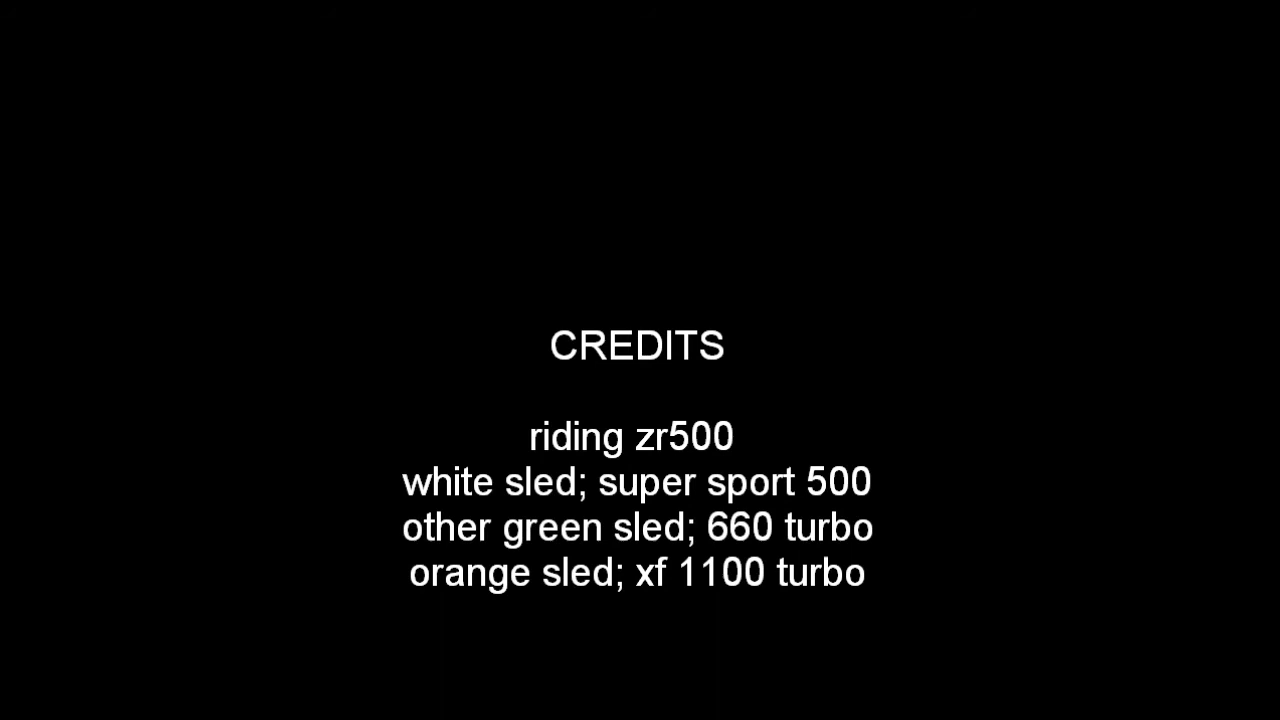 CREDITS
riding zr500
white sled; super sport 500
other green sled; 660 turbo
orange sled; xf 1100 turbo